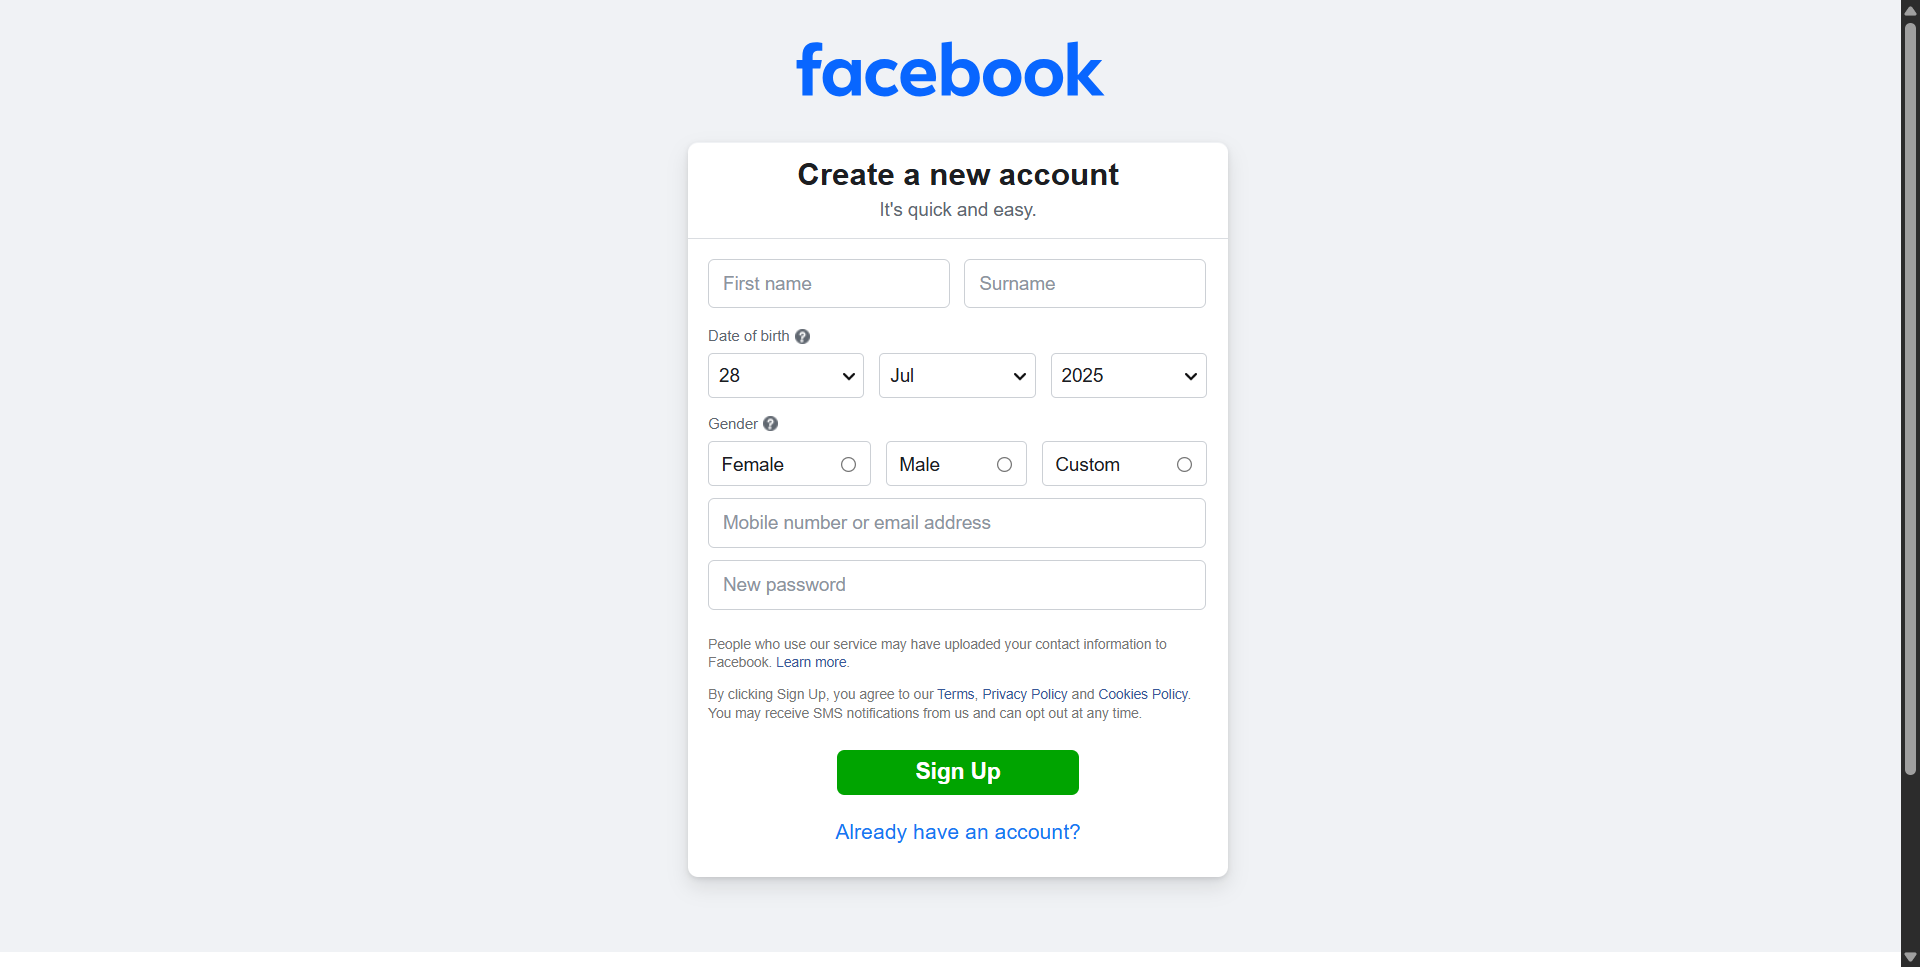 facebook
Create a new account
It's quick and easy.
First name Surname
Date of birth ?
28 Jul 2025
Gender ?
Female Male Custom
Mobile number or email address
New password
People who use our service may have uploaded your contact information to
Facebook. Learn more.
By clicking Sign Up, you agree to our Terms, Privacy Policy and Cookies Policy.
You may receive SMS notifications from us and can opt out at any time.
Sign Up
Already have an account?